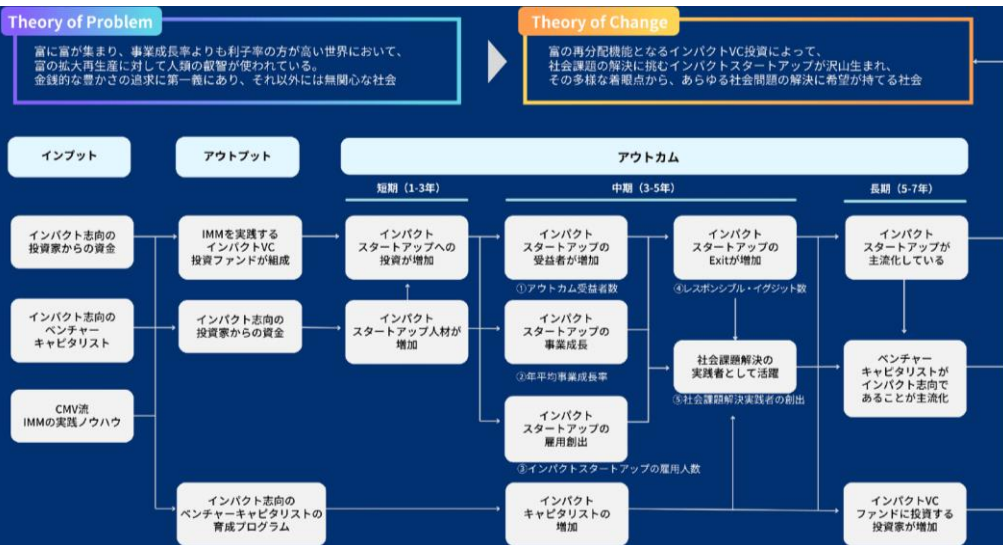 Theory of Problem
富に富が集まり、事業成長率よりも利子率の方が高い世界において、
富の拡大再生産に対して人類の叡智が使われている。
金銭的な豊かさの追求に第一義にあり、それ以外には無関心な社会
Theory of Change
富の再分配機能となるインパクトVC投資によって、
社会課題の解決に挑むインパクトスタートアップが沢山生まれ、
その多様な着眼点から、あらゆる社会問題の解決に希望が持てる社会
インプット
アウトプット
アウトカム
短期（1-3年）
中期（3-5年）
長期（5-7年）
インパクト志向の
投資家からの資金
IMMを実践する
インパクトVC
投資ファンドが組成
インパクト
スタートアップへの
投資が増加
インパクト
スタートアップの
受益者が増加
①アウトカム受益者数
インパクト
スタートアップの
Exitが増加
④レスポンシブル・イグジット数
インパクト
スタートアップが
主流化している
インパクト志向の
ベンチャー
キャピタリスト
インパクト志向の
投資家からの資金
インパクト
スタートアップ人材が
増加
インパクト
スタートアップの
事業成長
②年平均事業成長率
社会課題解決の
実践者として活躍
⑤社会課題解決実践者の創出
ベンチャー
キャピタリストが
インパクト志向で
あることが主流化
CMV流
IMMの実践ノウハウ
インパクト
スタートアップの
雇用創出
③インパクトスタートアップの雇用人数
インパクト志向の
ベンチャーキャピタリストの
育成プログラム
インパクト
キャピタリストの
増加
インパクトVC
ファンドに投資する
投資家が増加